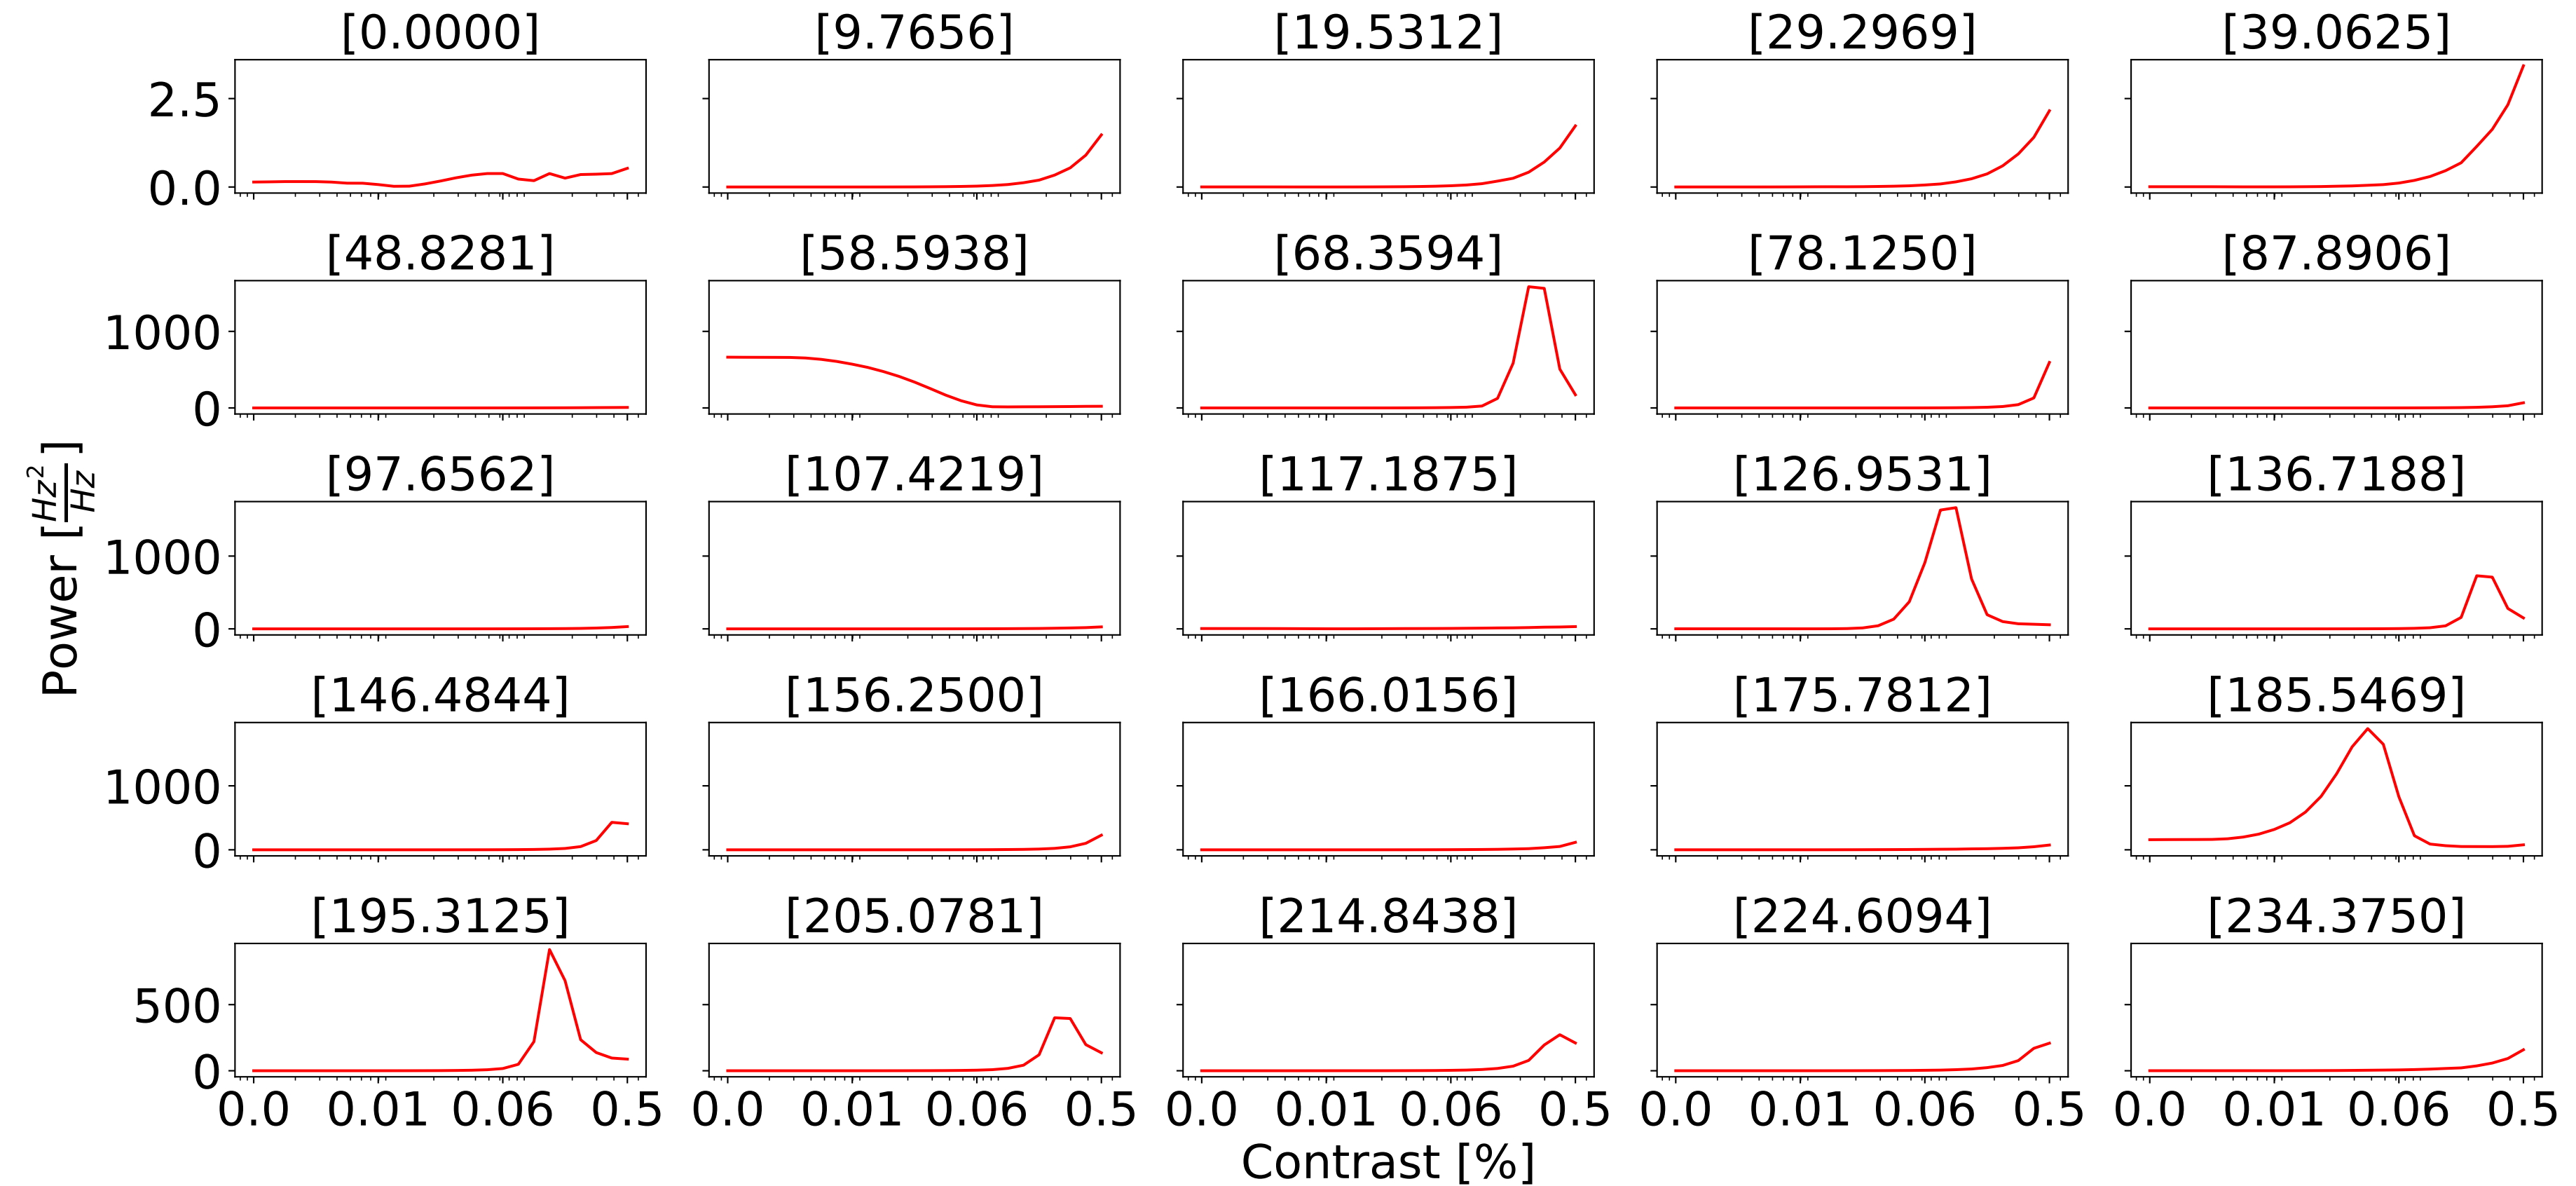 [0.0000] [9.7656] [19.5312] [29.2969] [39.0625]
2.5
0.0
[48.8281] [58.5938] [68.3594] [78.1250] [87.8906]
1000
0
[97.6562] [107.4219] [117.1875] [126.9531] [136.7188]
1000
0
[146.4844] [156.2500] [166.0156] [175.7812] [185.5469]
1000
0
[195.3125] [205.0781] [214.8438] [224.6094] [234.3750]
500
0
0.0 0.01 0.06 0.5 0.0 0.01 0.06 0.5 0.0 0.01 0.06 0.5 0.0 0.01 0.06 0.5 0.0 0.01 0.06 0.5
Contrast [%]
Power [Hz²/Hz]